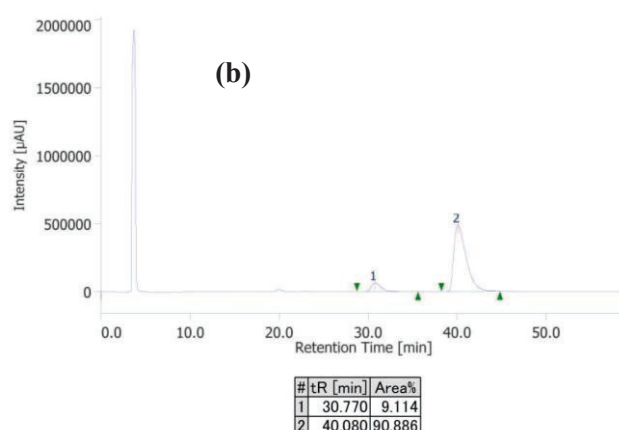 2000000
(b)
1500000
Intensity [µAU]
1000000
500000
2
1
0
0.0 10.0 20.0 30.0 40.0 50.0
Retention Time [min]
# tR [min] Area%
1 30.770 9.114
2 40.080 90.886